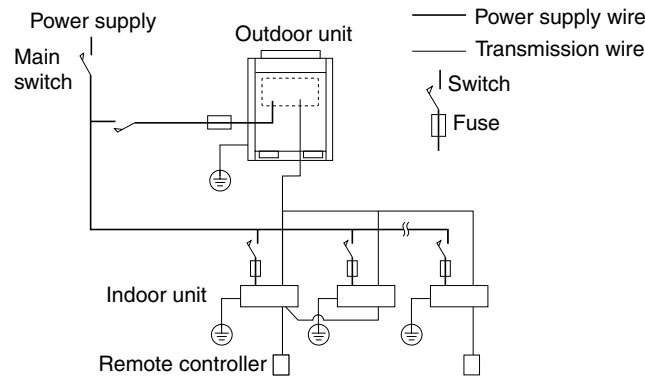 Power supply
Main
switch
Outdoor unit
Power supply wire
Transmission wire
Switch
Fuse
Indoor unit
Remote controller